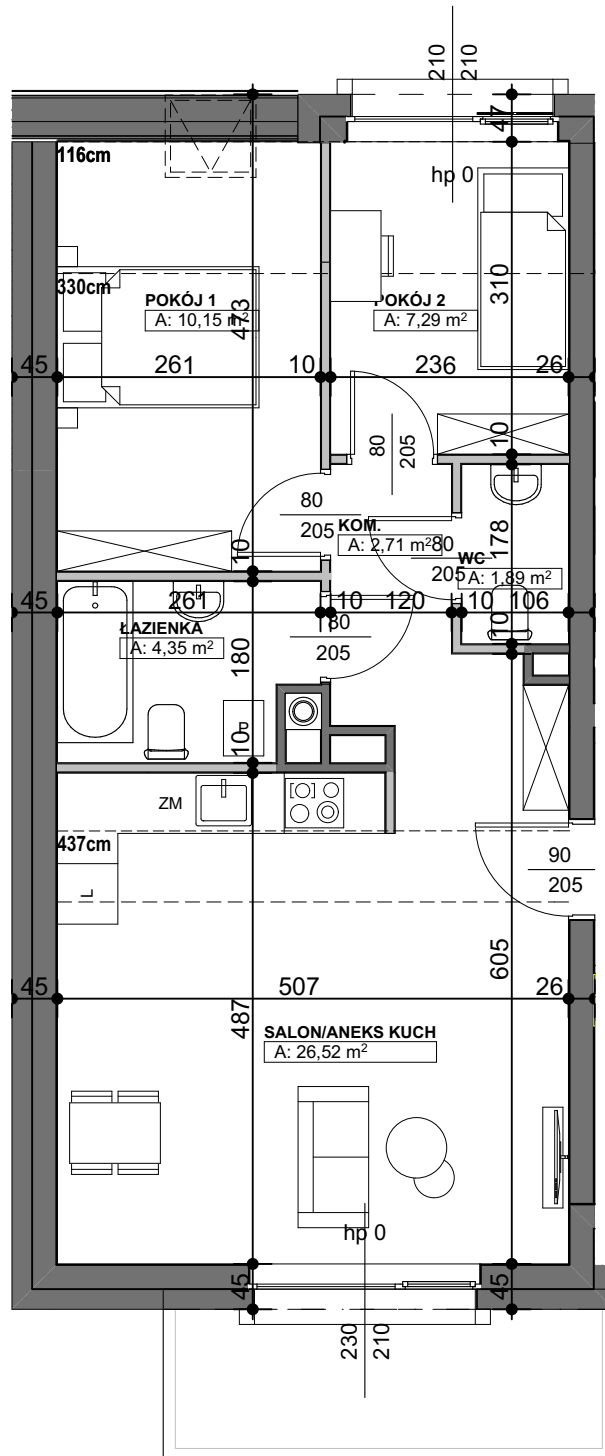 210
210
47
116cm
hp 0
330cm
POKÓJ 1
A: 10,15 m²
473
POKÓJ 2
A: 7,29 m²
310
45
261
10
236
26
80
205
10
80
205
KOM.
A: 2,71 m²
80
205
178
WC
A: 1,89 m²
10
45
261
10
120
10
106
80
205
ŁAZIENKA
A: 4,35 m²
180
10
P
10
ZM
437cm
L
90
205
605
45
507
26
487
SALON/ANEKS KUCH
A: 26,52 m²
hp 0
45
45
230
210